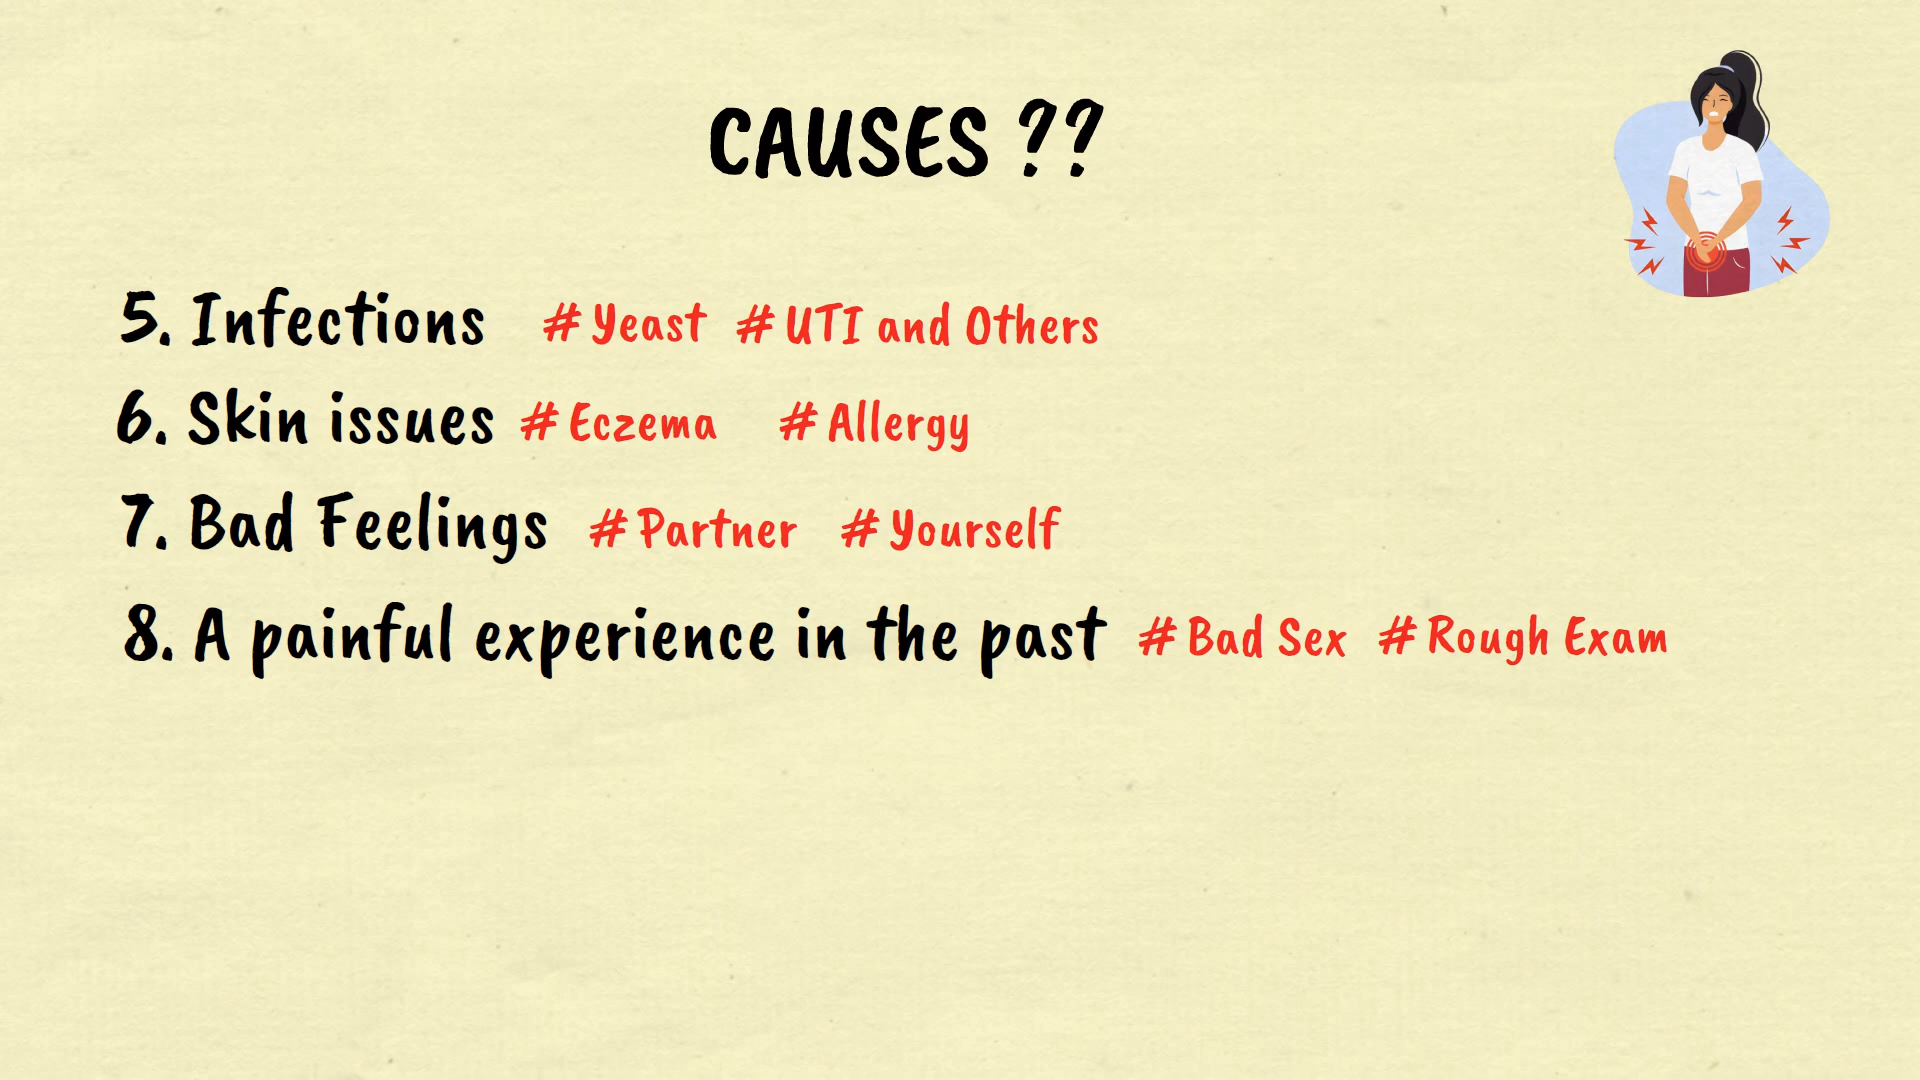 CAUSES ??
5. Infections # Yeast # UTI and Others
6. Skin issues # Eczema # Allergy
7. Bad Feelings # Partner # Yourself
8. A painful experience in the past # Bad Sex # Rough Exam